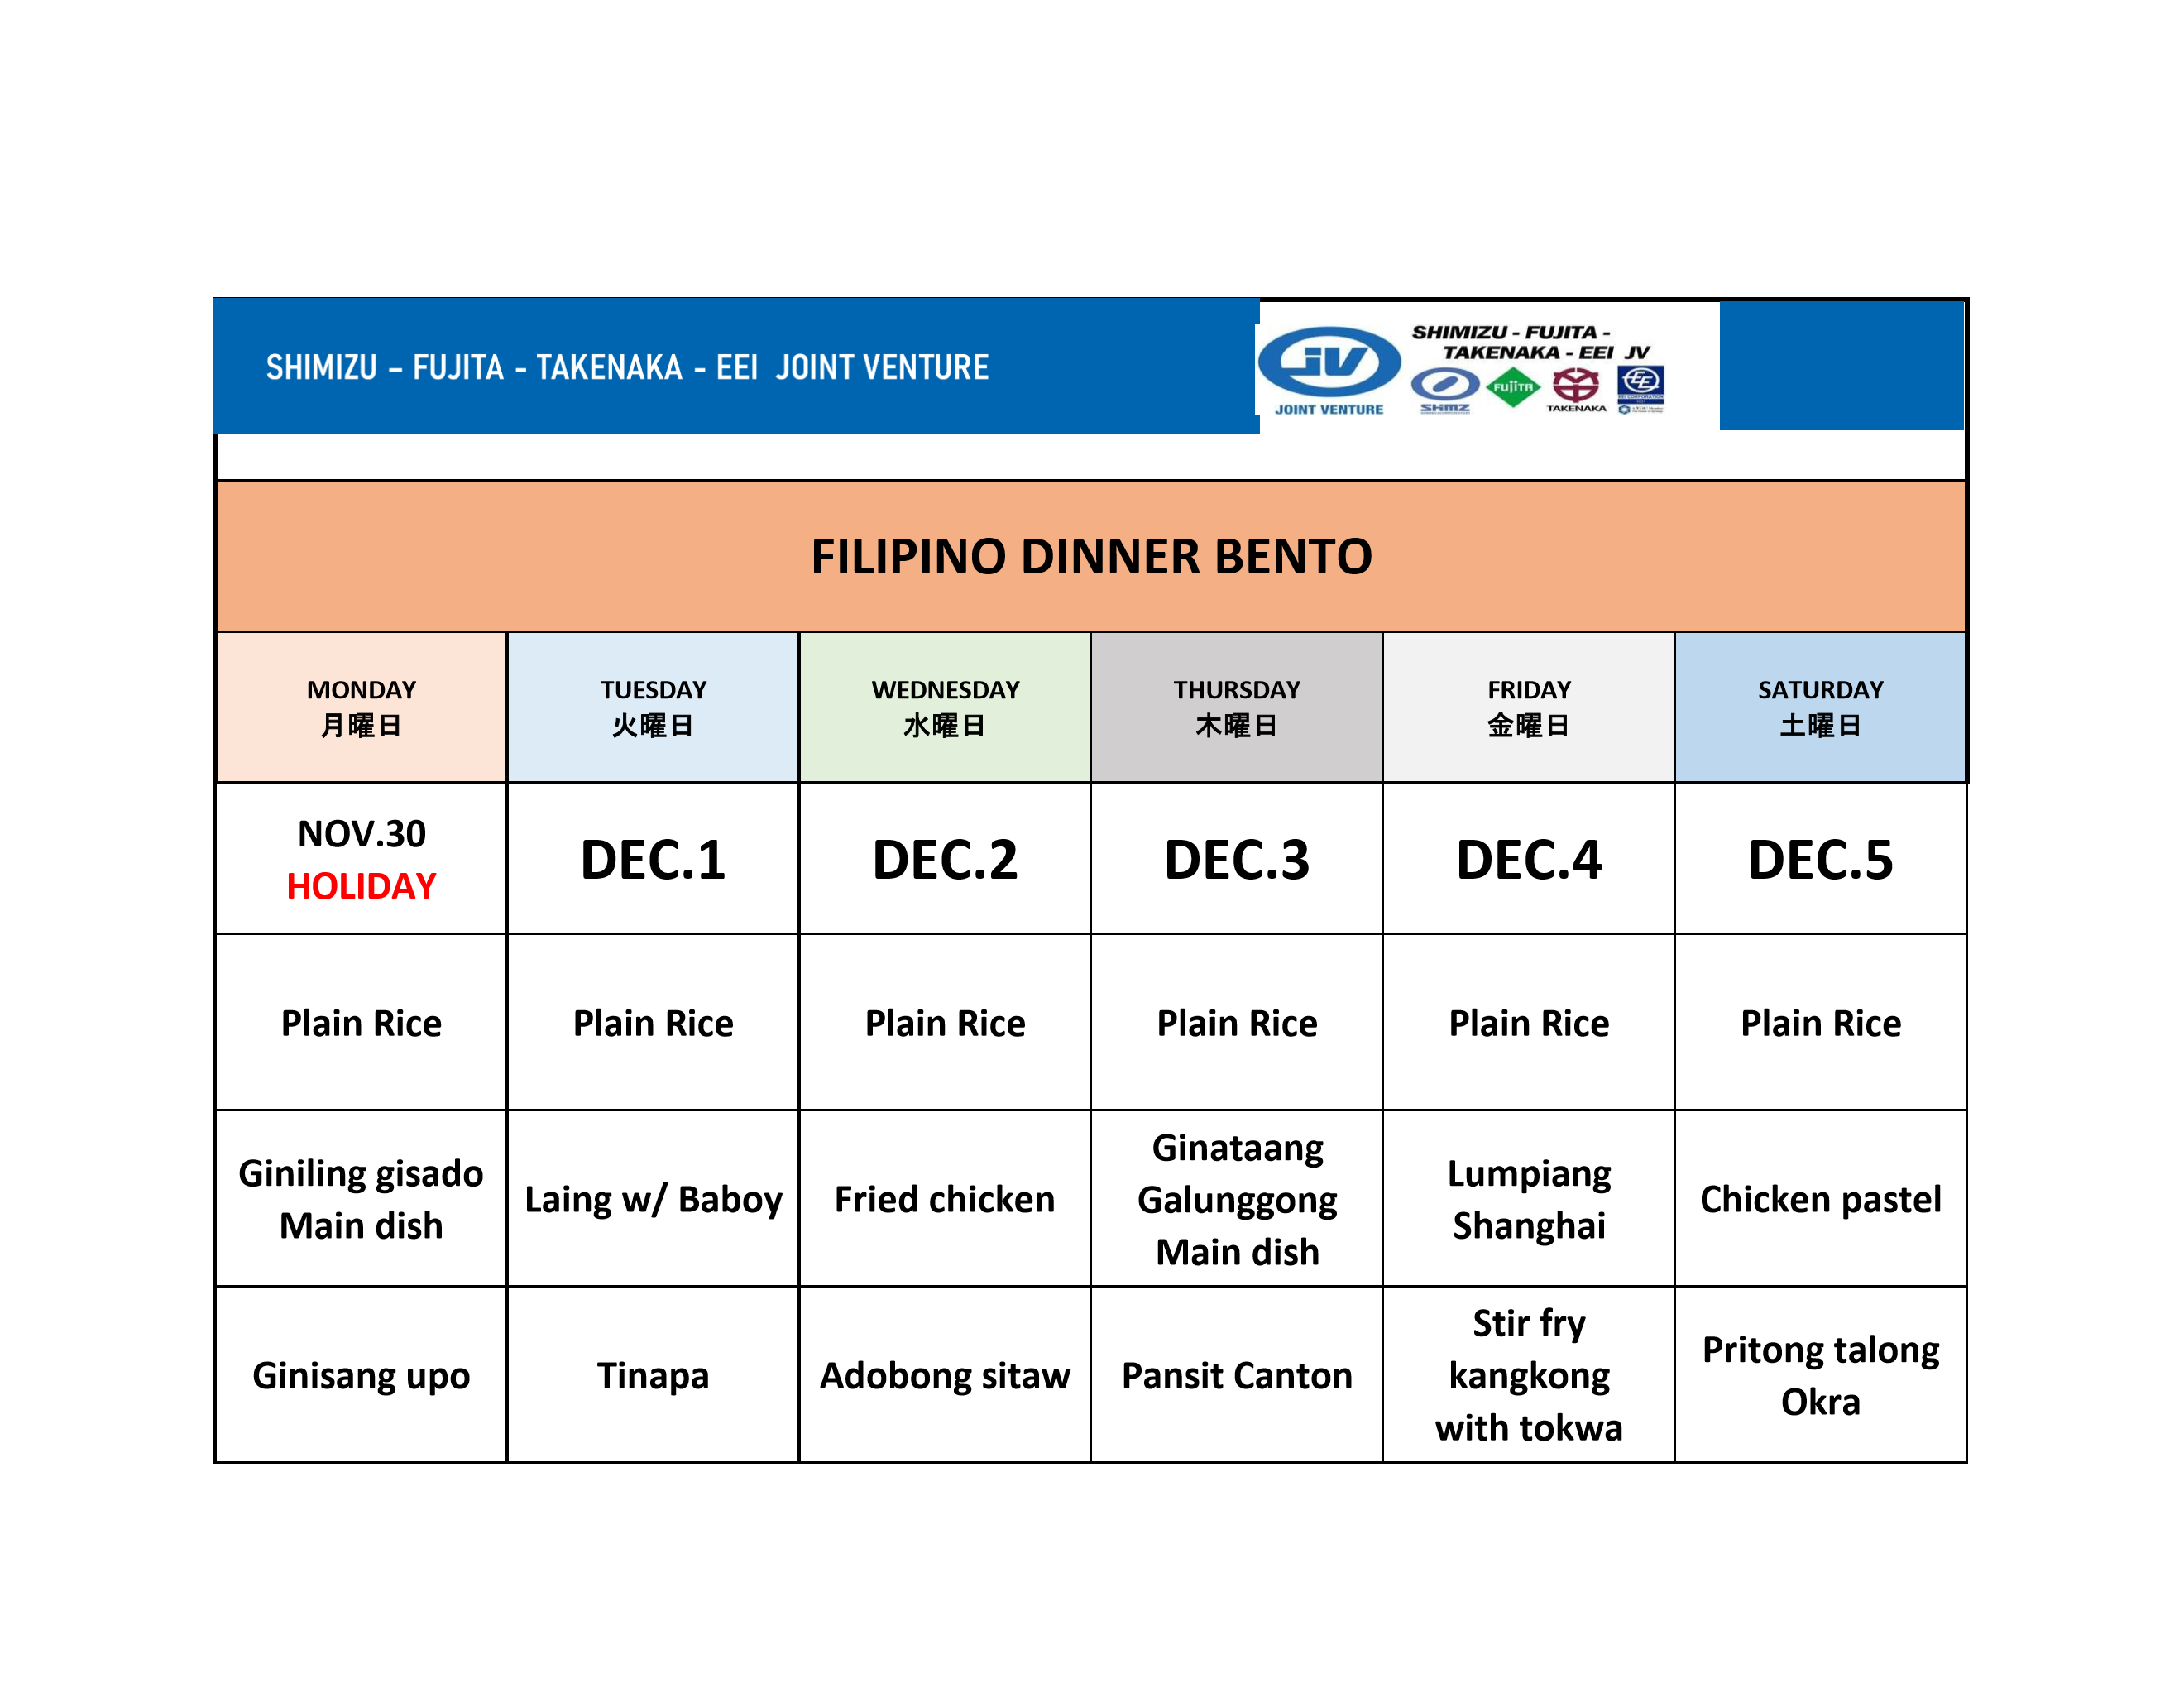 SHIMIZU – FUJITA - TAKENAKA - EEI JOINT VENTURE
JV
JOINT VENTURE
SHIMIZU - FUJITA -
TAKENAKA - EEI JV
SHMZ
FUJITA
TAKENAKA
EEI CORPORATION
FILIPINO DINNER BENTO
MONDAY
月曜日
TUESDAY
火曜日
WEDNESDAY
水曜日
THURSDAY
木曜日
FRIDAY
金曜日
SATURDAY
土曜日
NOV.30
HOLIDAY
DEC.1
DEC.2
DEC.3
DEC.4
DEC.5
Plain Rice
Plain Rice
Plain Rice
Plain Rice
Plain Rice
Plain Rice
Giniling gisado
Main dish
Laing w/ Baboy
Fried chicken
Ginataang
Galunggong
Main dish
Lumpiang
Shanghai
Chicken pastel
Ginisang upo
Tinapa
Adobong sitaw
Pansit Canton
Stir fry
kangkong
with tokwa
Pritong talong
Okra